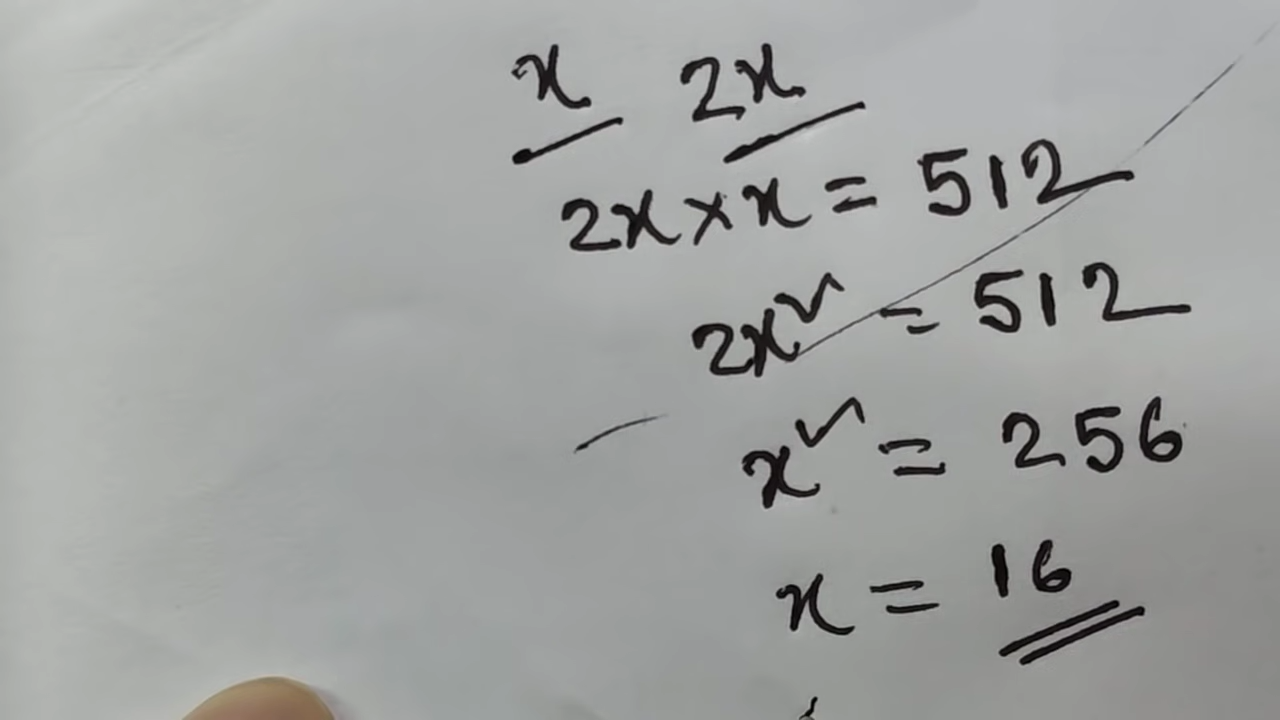 x 2x
2x × x = 512
2x² = 512
x² = 256
x = 16